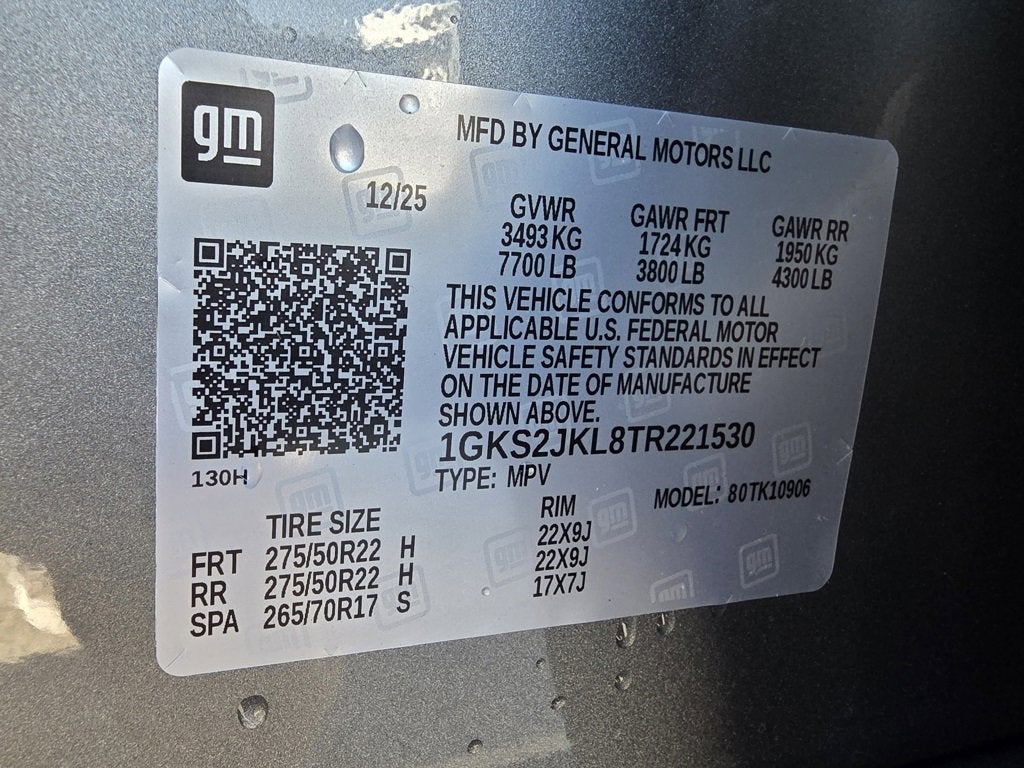 gm
MFD BY GENERAL MOTORS LLC
12/25
GVWR GAWR FRT GAWR RR
3493 KG 1724 KG 1950 KG
7700 LB 3800 LB 4300 LB
THIS VEHICLE CONFORMS TO ALL
APPLICABLE U.S. FEDERAL MOTOR
VEHICLE SAFETY STANDARDS IN EFFECT
ON THE DATE OF MANUFACTURE
SHOWN ABOVE.
1GKS2JKL8TR221530
130H
TYPE: MPV MODEL: 80TK10906
TIRE SIZE RIM
FRT 275/50R22 H 22X9J
RR 275/50R22 H 22X9J
SPA 265/70R17 S 17X7J